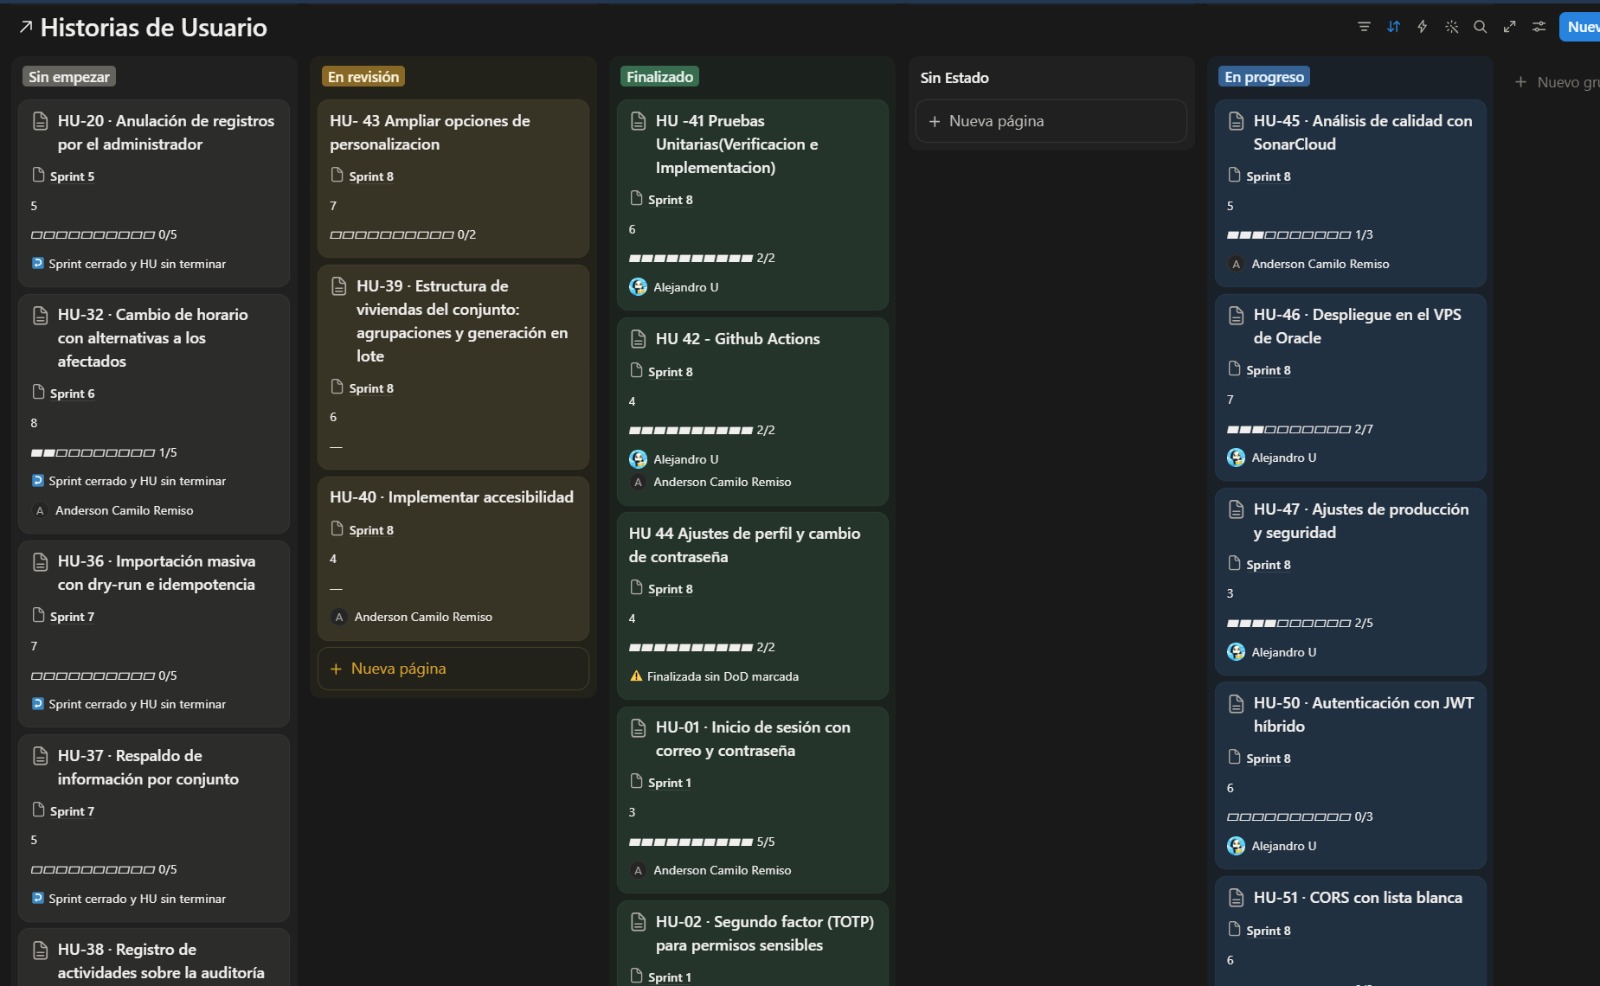 Historias de Usuario
Nuev
Sin empezar
HU-20 · Anulación de registros
por el administrador
Sprint 5
5
0/5
Sprint cerrado y HU sin terminar
HU-32 · Cambio de horario
con alternativas a los
afectados
Sprint 6
8
1/5
Sprint cerrado y HU sin terminar
A Anderson Camilo Remiso
HU-36 · Importación masiva
con dry-run e idempotencia
Sprint 7
7
0/5
Sprint cerrado y HU sin terminar
HU-37 · Respaldo de
información por conjunto
Sprint 7
5
0/5
Sprint cerrado y HU sin terminar
HU-38 · Registro de
actividades sobre la auditoría
En revisión
HU- 43 Ampliar opciones de
personalizacion
Sprint 8
7
0/2
HU-39 · Estructura de
viviendas del conjunto:
agrupaciones y generación en
lote
Sprint 8
6
—
HU-40 · Implementar accesibilidad
Sprint 8
4
—
A Anderson Camilo Remiso
+ Nueva página
Finalizado
HU -41 Pruebas
Unitarias(Verificacion e
Implementacion)
Sprint 8
6
2/2
Alejandro U
HU 42 - Github Actions
Sprint 8
4
2/2
Alejandro U
A Anderson Camilo Remiso
HU 44 Ajustes de perfil y cambio
de contraseña
Sprint 8
4
2/2
Finalizada sin DoD marcada
HU-01 · Inicio de sesión con
correo y contraseña
Sprint 1
3
5/5
A Anderson Camilo Remiso
HU-02 · Segundo factor (TOTP)
para permisos sensibles
Sprint 1
Sin Estado
+ Nueva página
En progreso
HU-45 · Análisis de calidad con
SonarCloud
Sprint 8
5
1/3
A Anderson Camilo Remiso
HU-46 · Despliegue en el VPS
de Oracle
Sprint 8
7
2/7
Alejandro U
HU-47 · Ajustes de producción
y seguridad
Sprint 8
3
2/5
Alejandro U
HU-50 · Autenticación con JWT
híbrido
Sprint 8
6
0/3
Alejandro U
HU-51 · CORS con lista blanca
Sprint 8
6
+ Nuevo gru